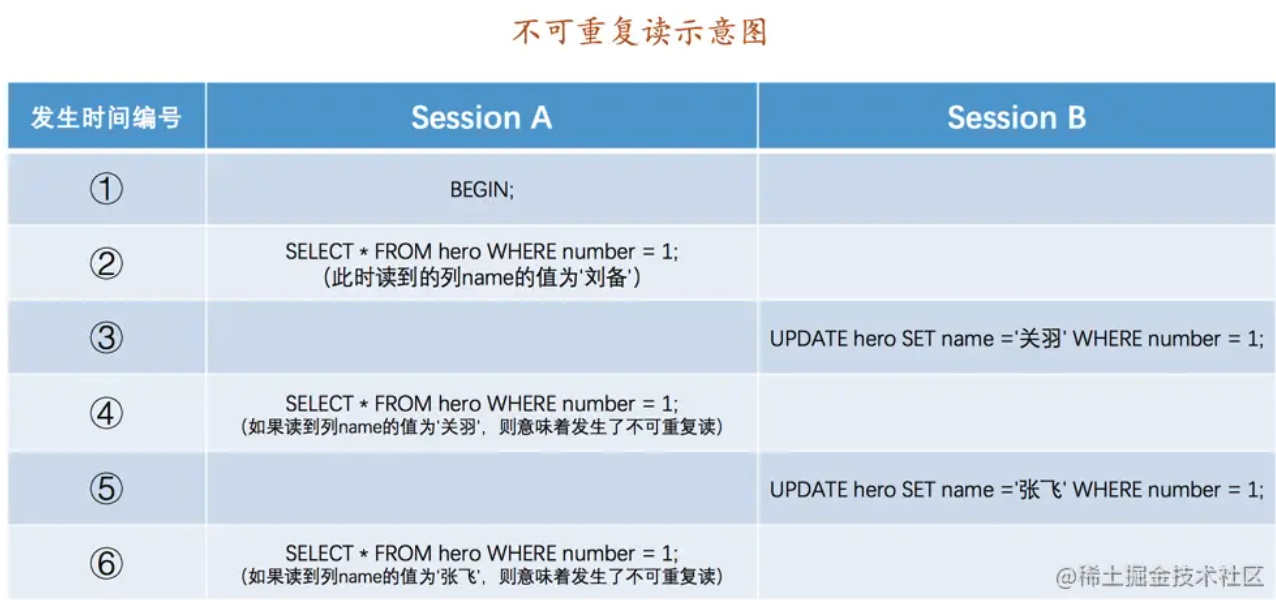 不可重复读示意图
发生时间编号 Session A Session B
① BEGIN;
② SELECT * FROM hero WHERE number = 1;
（此时读到的列name的值为'刘备'）
③ UPDATE hero SET name ='关羽' WHERE number = 1;
④ SELECT * FROM hero WHERE number = 1;
（如果读到列name的值为'关羽'，则意味着发生了不可重复读）
⑤ UPDATE hero SET name ='张飞' WHERE number = 1;
⑥ SELECT * FROM hero WHERE number = 1;
（如果读到列name的值为'张飞'，则意味着发生了不可重复读）
@稀土掘金技术社区